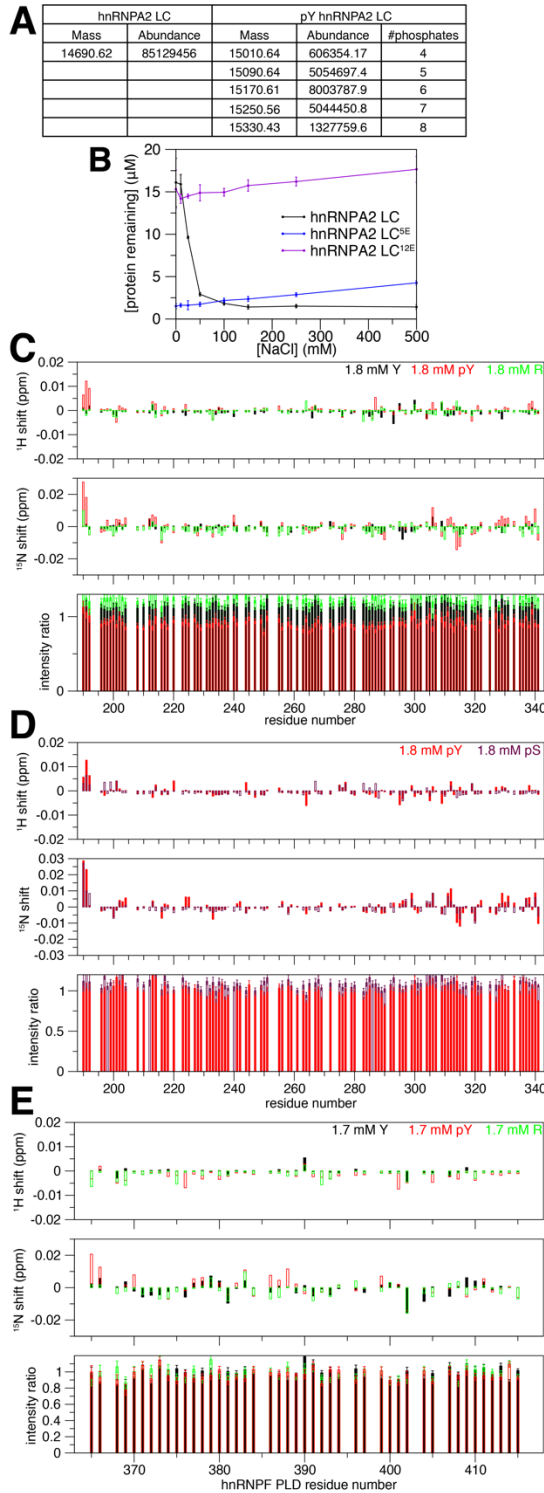 A
hnRNPA2 LC pY hnRNPA2 LC
Mass Abundance Mass Abundance #phosphates
14690.62 85129456 15010.64 606354.17 4
15090.64 5054697.4 5
15170.61 8003787.9 6
15250.56 5044450.8 7
15330.43 1327759.6 8
B
[protein remaining] (μM)
20
15
10
5
0
hnRNPA2 LC
hnRNPA2 LC5E
hnRNPA2 LC12E
0 100 200 300 400 500
[NaCl] (mM)
C
1.8 mM Y 1.8 mM pY 1.8 mM R
1H shift (ppm)
0.02
0.01
0
-0.01
-0.02
15N shift (ppm)
0.02
0
-0.02
intensity ratio
1
0
200 220 240 260 280 300 320 340
residue number
D
1.8 mM pY 1.8 mM pS
1H shift (ppm)
0.02
0.01
0
-0.01
-0.02
15N shift
0.03
0.02
0.01
0
-0.01
-0.02
-0.03
intensity ratio
1
0.5
0
200 220 240 260 280 300 320 340
residue number
E
1.7 mM Y 1.7 mM pY 1.7 mM R
1H shift (ppm)
0.02
0.01
0
-0.01
-0.02
15N shift (ppm)
0.02
0
-0.02
intensity ratio
1
0.8
0.6
0.4
0.2
0
370 380 390 400 410
hnRNPF PLD residue number